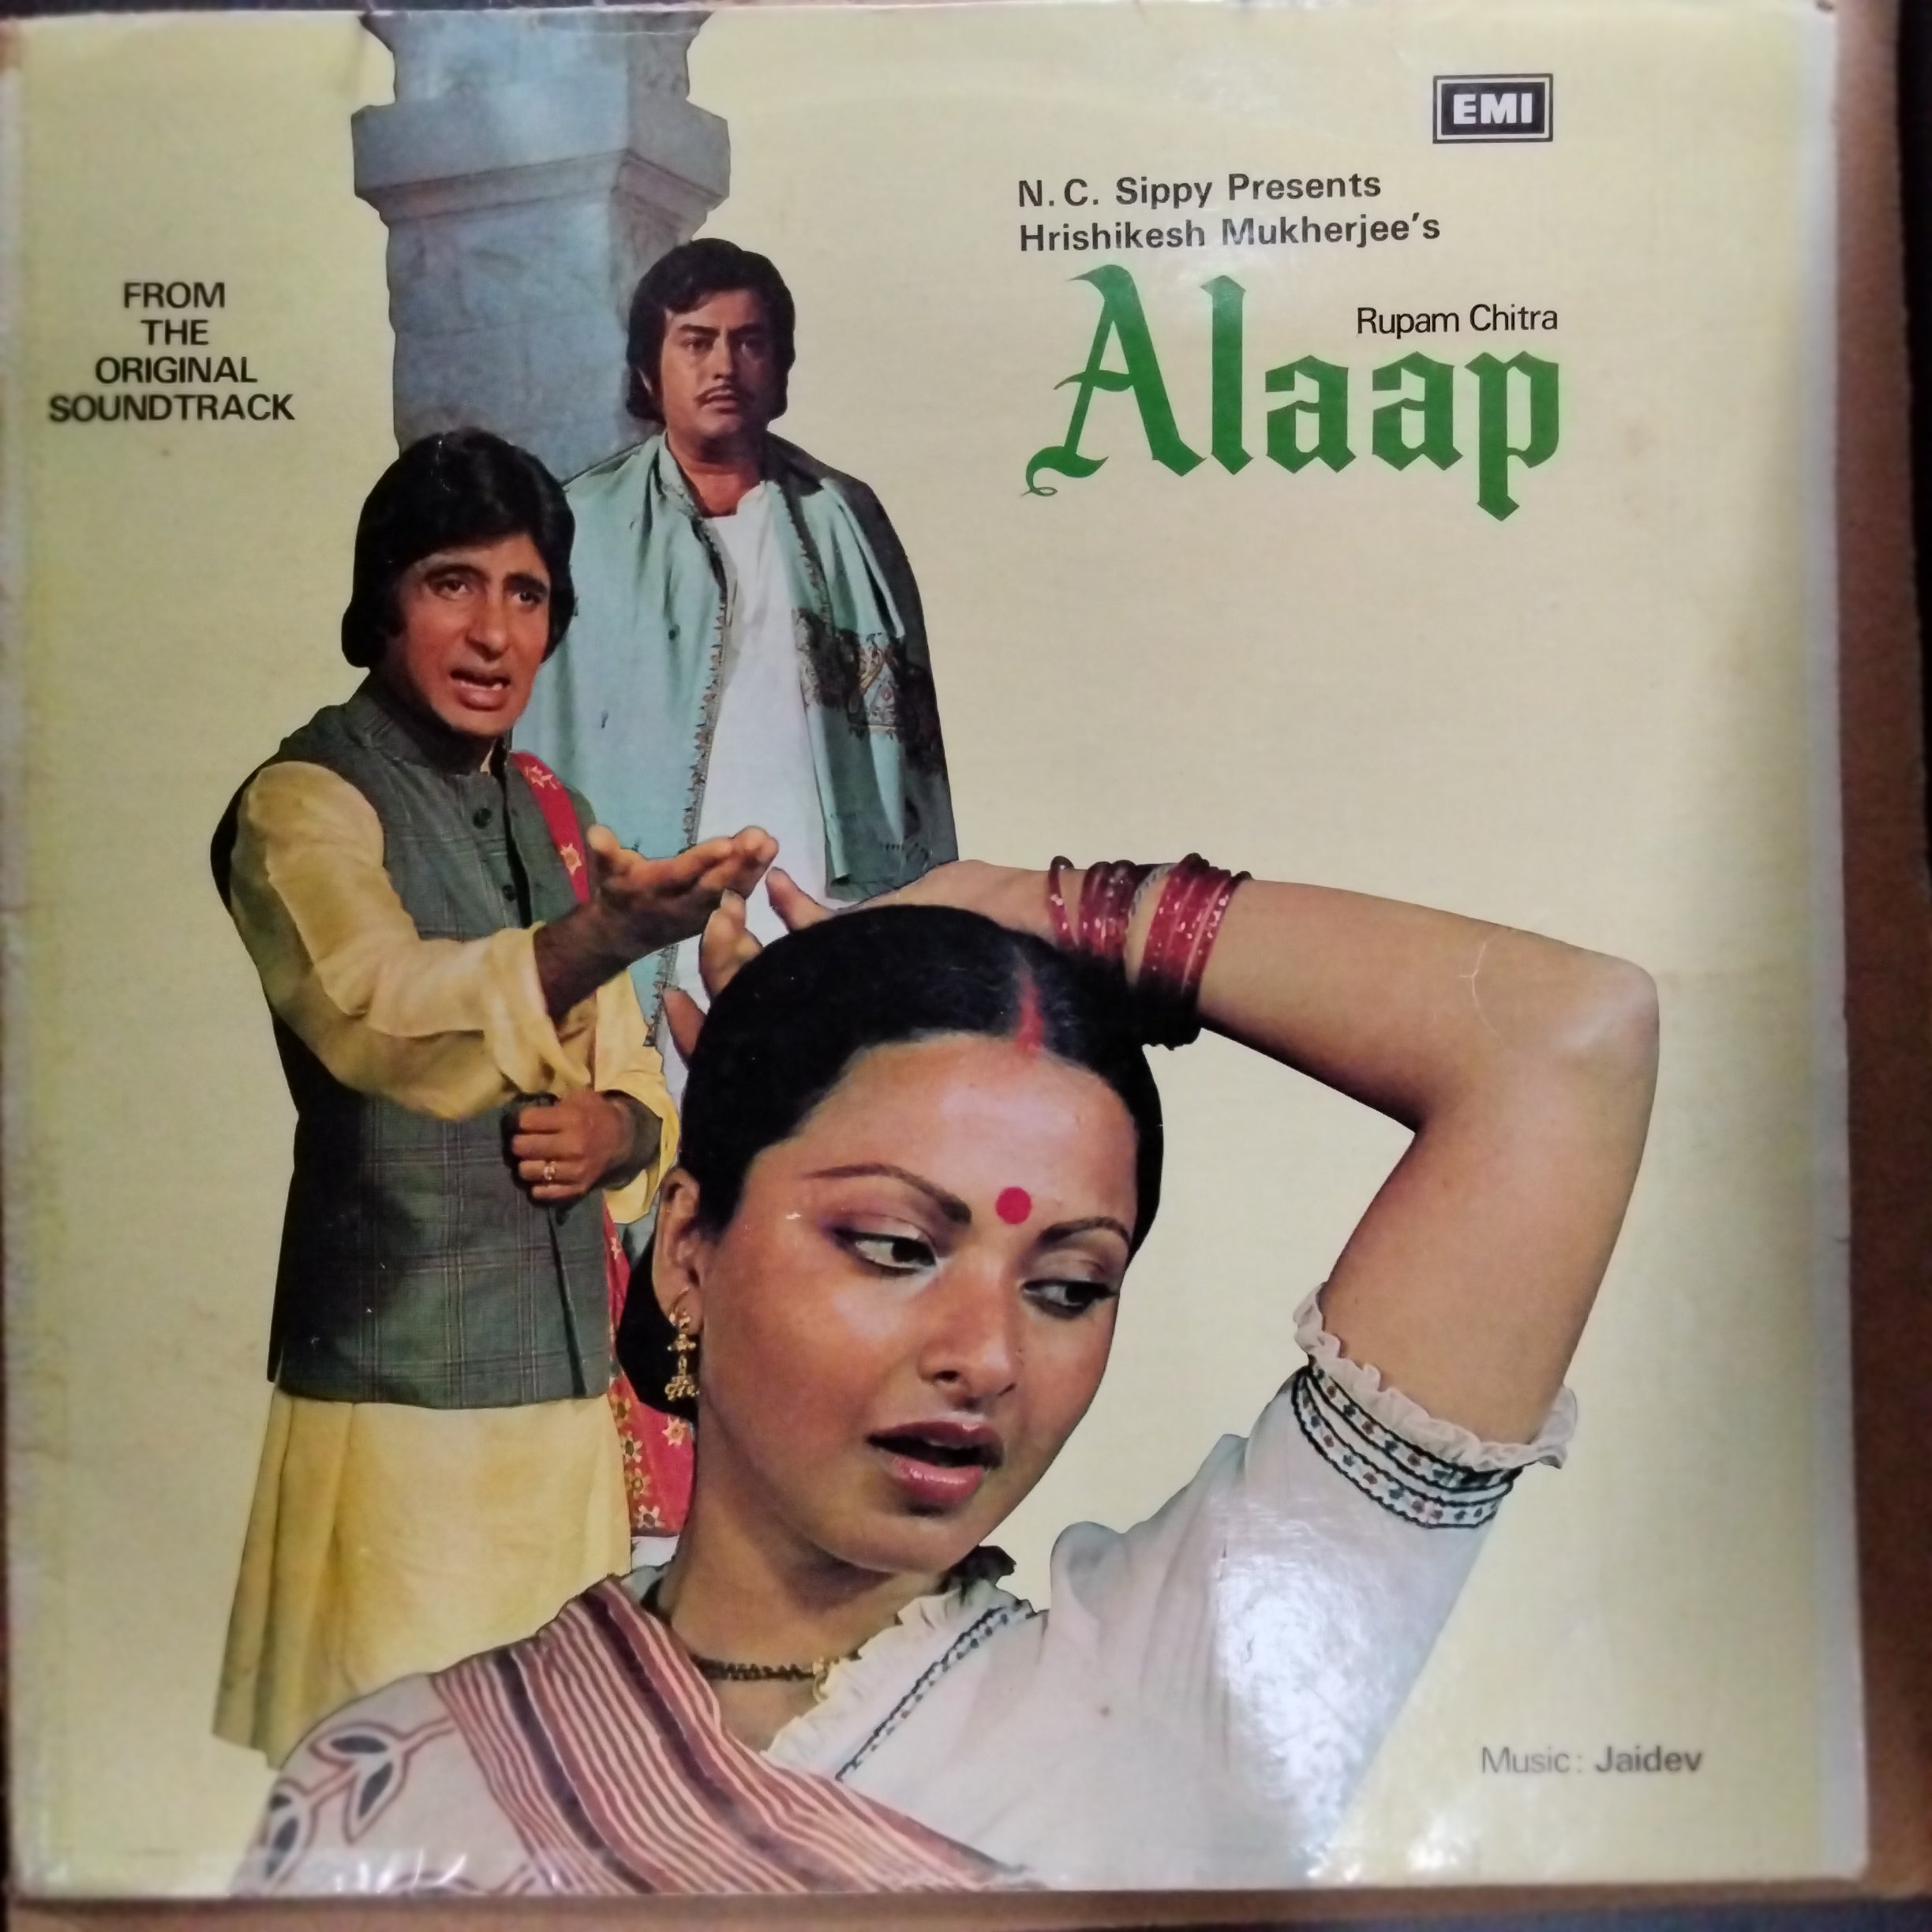 EMI
N.C. Sippy Presents
Hrishikesh Mukherjee's
Rupam Chitra
Alaap
FROM
THE
ORIGINAL
SOUNDTRACK
Music: Jaidev